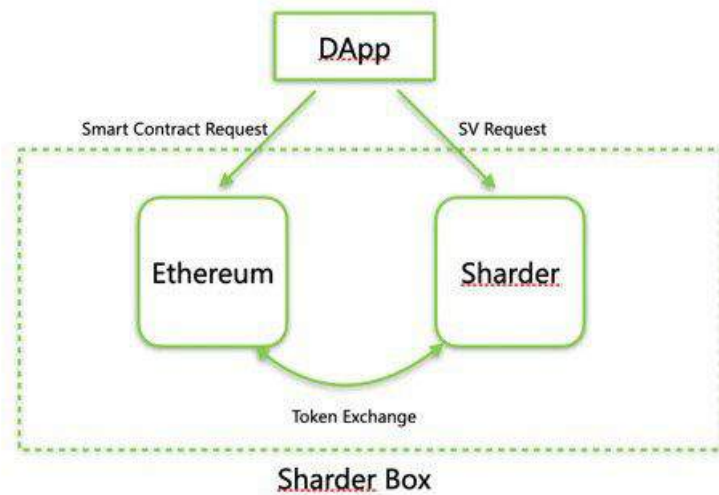 DApp
Smart Contract Request
SV Request
Ethereum
Sharder
Token Exchange
Sharder Box